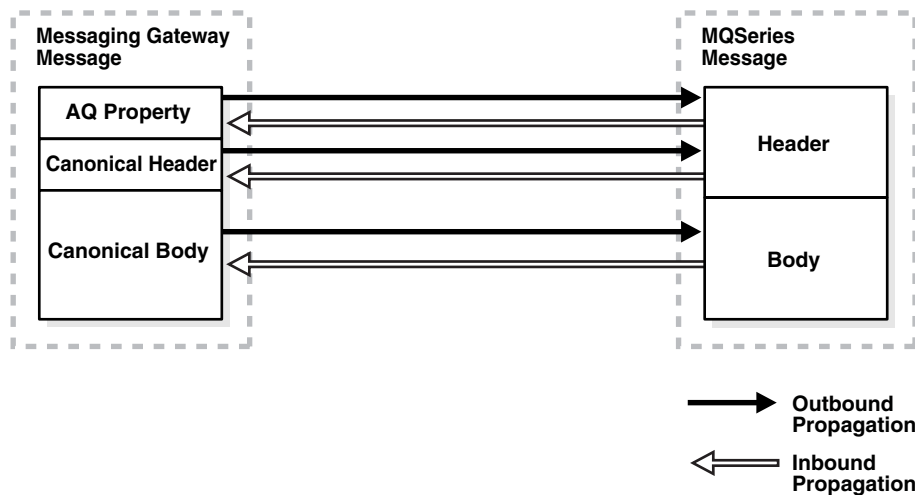 Messaging Gateway
Message
AQ Property
Canonical Header
Canonical Body
MQSeries
Message
Header
Body
Outbound
Propagation
Inbound
Propagation